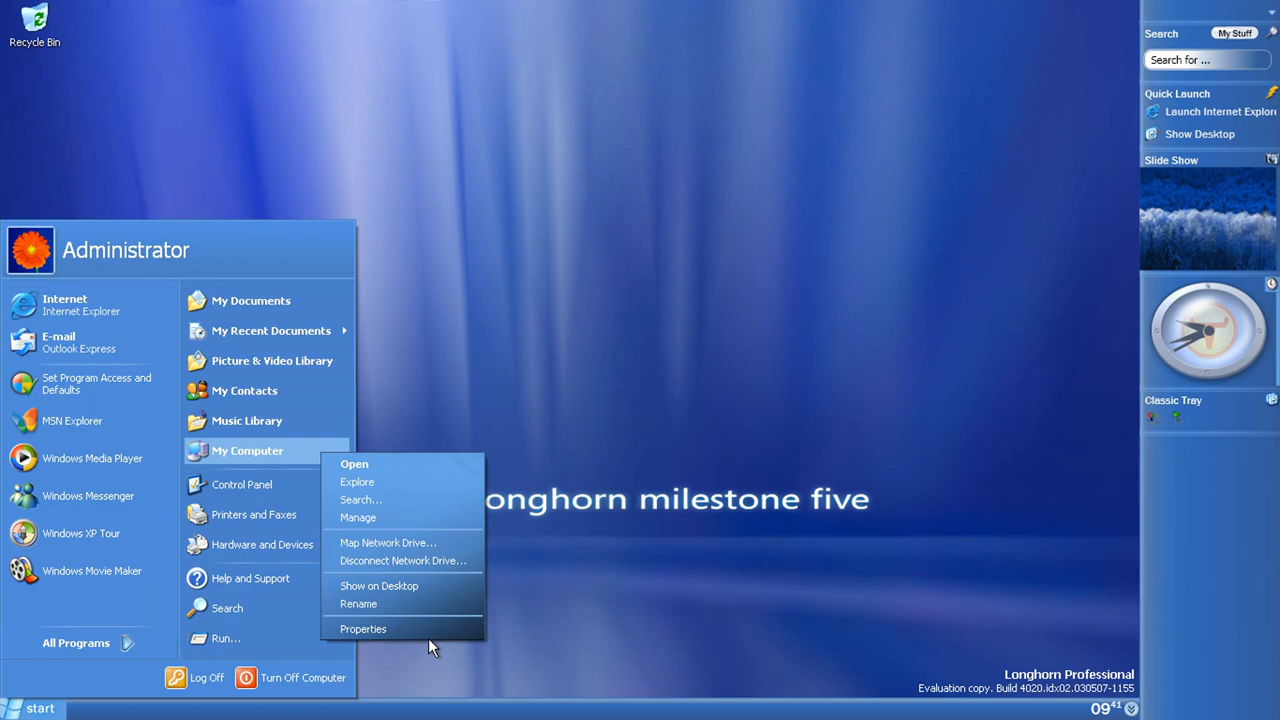 Recycle Bin
Administrator
Internet
Internet Explorer
E-mail
Outlook Express
Set Program Access and
Defaults
MSN Explorer
Windows Media Player
Windows Messenger
Windows XP Tour
Windows Movie Maker
All Programs
My Documents
My Recent Documents
Picture & Video Library
My Contacts
Music Library
My Computer
Control Panel
Printers and Faxes
Hardware and Devices
Help and Support
Search
Run...
Log Off
Turn Off Computer
Open
Explore
Search...
Manage
Map Network Drive...
Disconnect Network Drive...
Show on Desktop
Rename
Properties
onghorn milestone five
Search
My Stuff
Search for ...
Quick Launch
Launch Internet Explor
Show Desktop
Slide Show
Classic Tray
Longhorn Professional
Evaluation copy. Build 4020.idx02.030507-1155
start
09 41